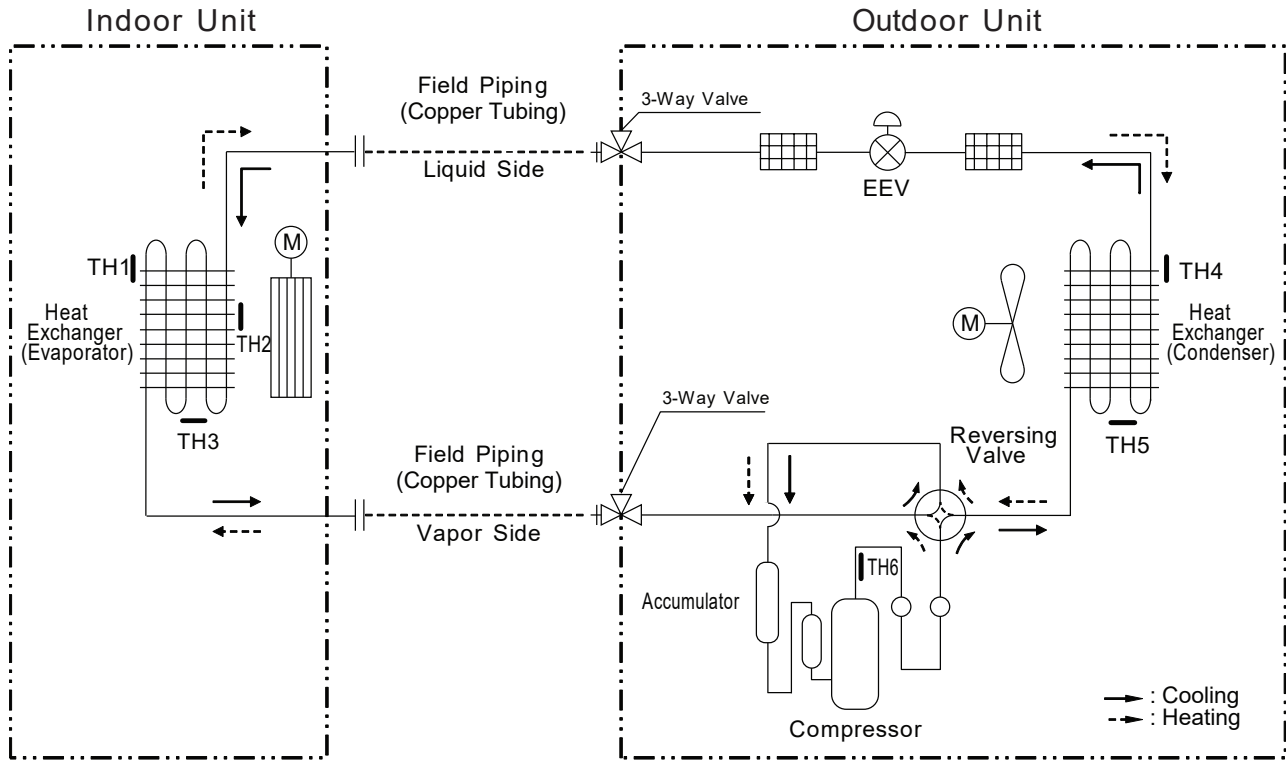 Indoor Unit
Outdoor Unit
Field Piping
(Copper Tubing)
Liquid Side
3-Way Valve
EEV
M
TH1
Heat
Exchanger
(Evaporator)
TH2
TH3
M
TH4
Heat
Exchanger
(Condenser)
TH5
3-Way Valve
Reversing
Valve
Field Piping
(Copper Tubing)
Vapor Side
TH6
Accumulator
Compressor
: Cooling
: Heating